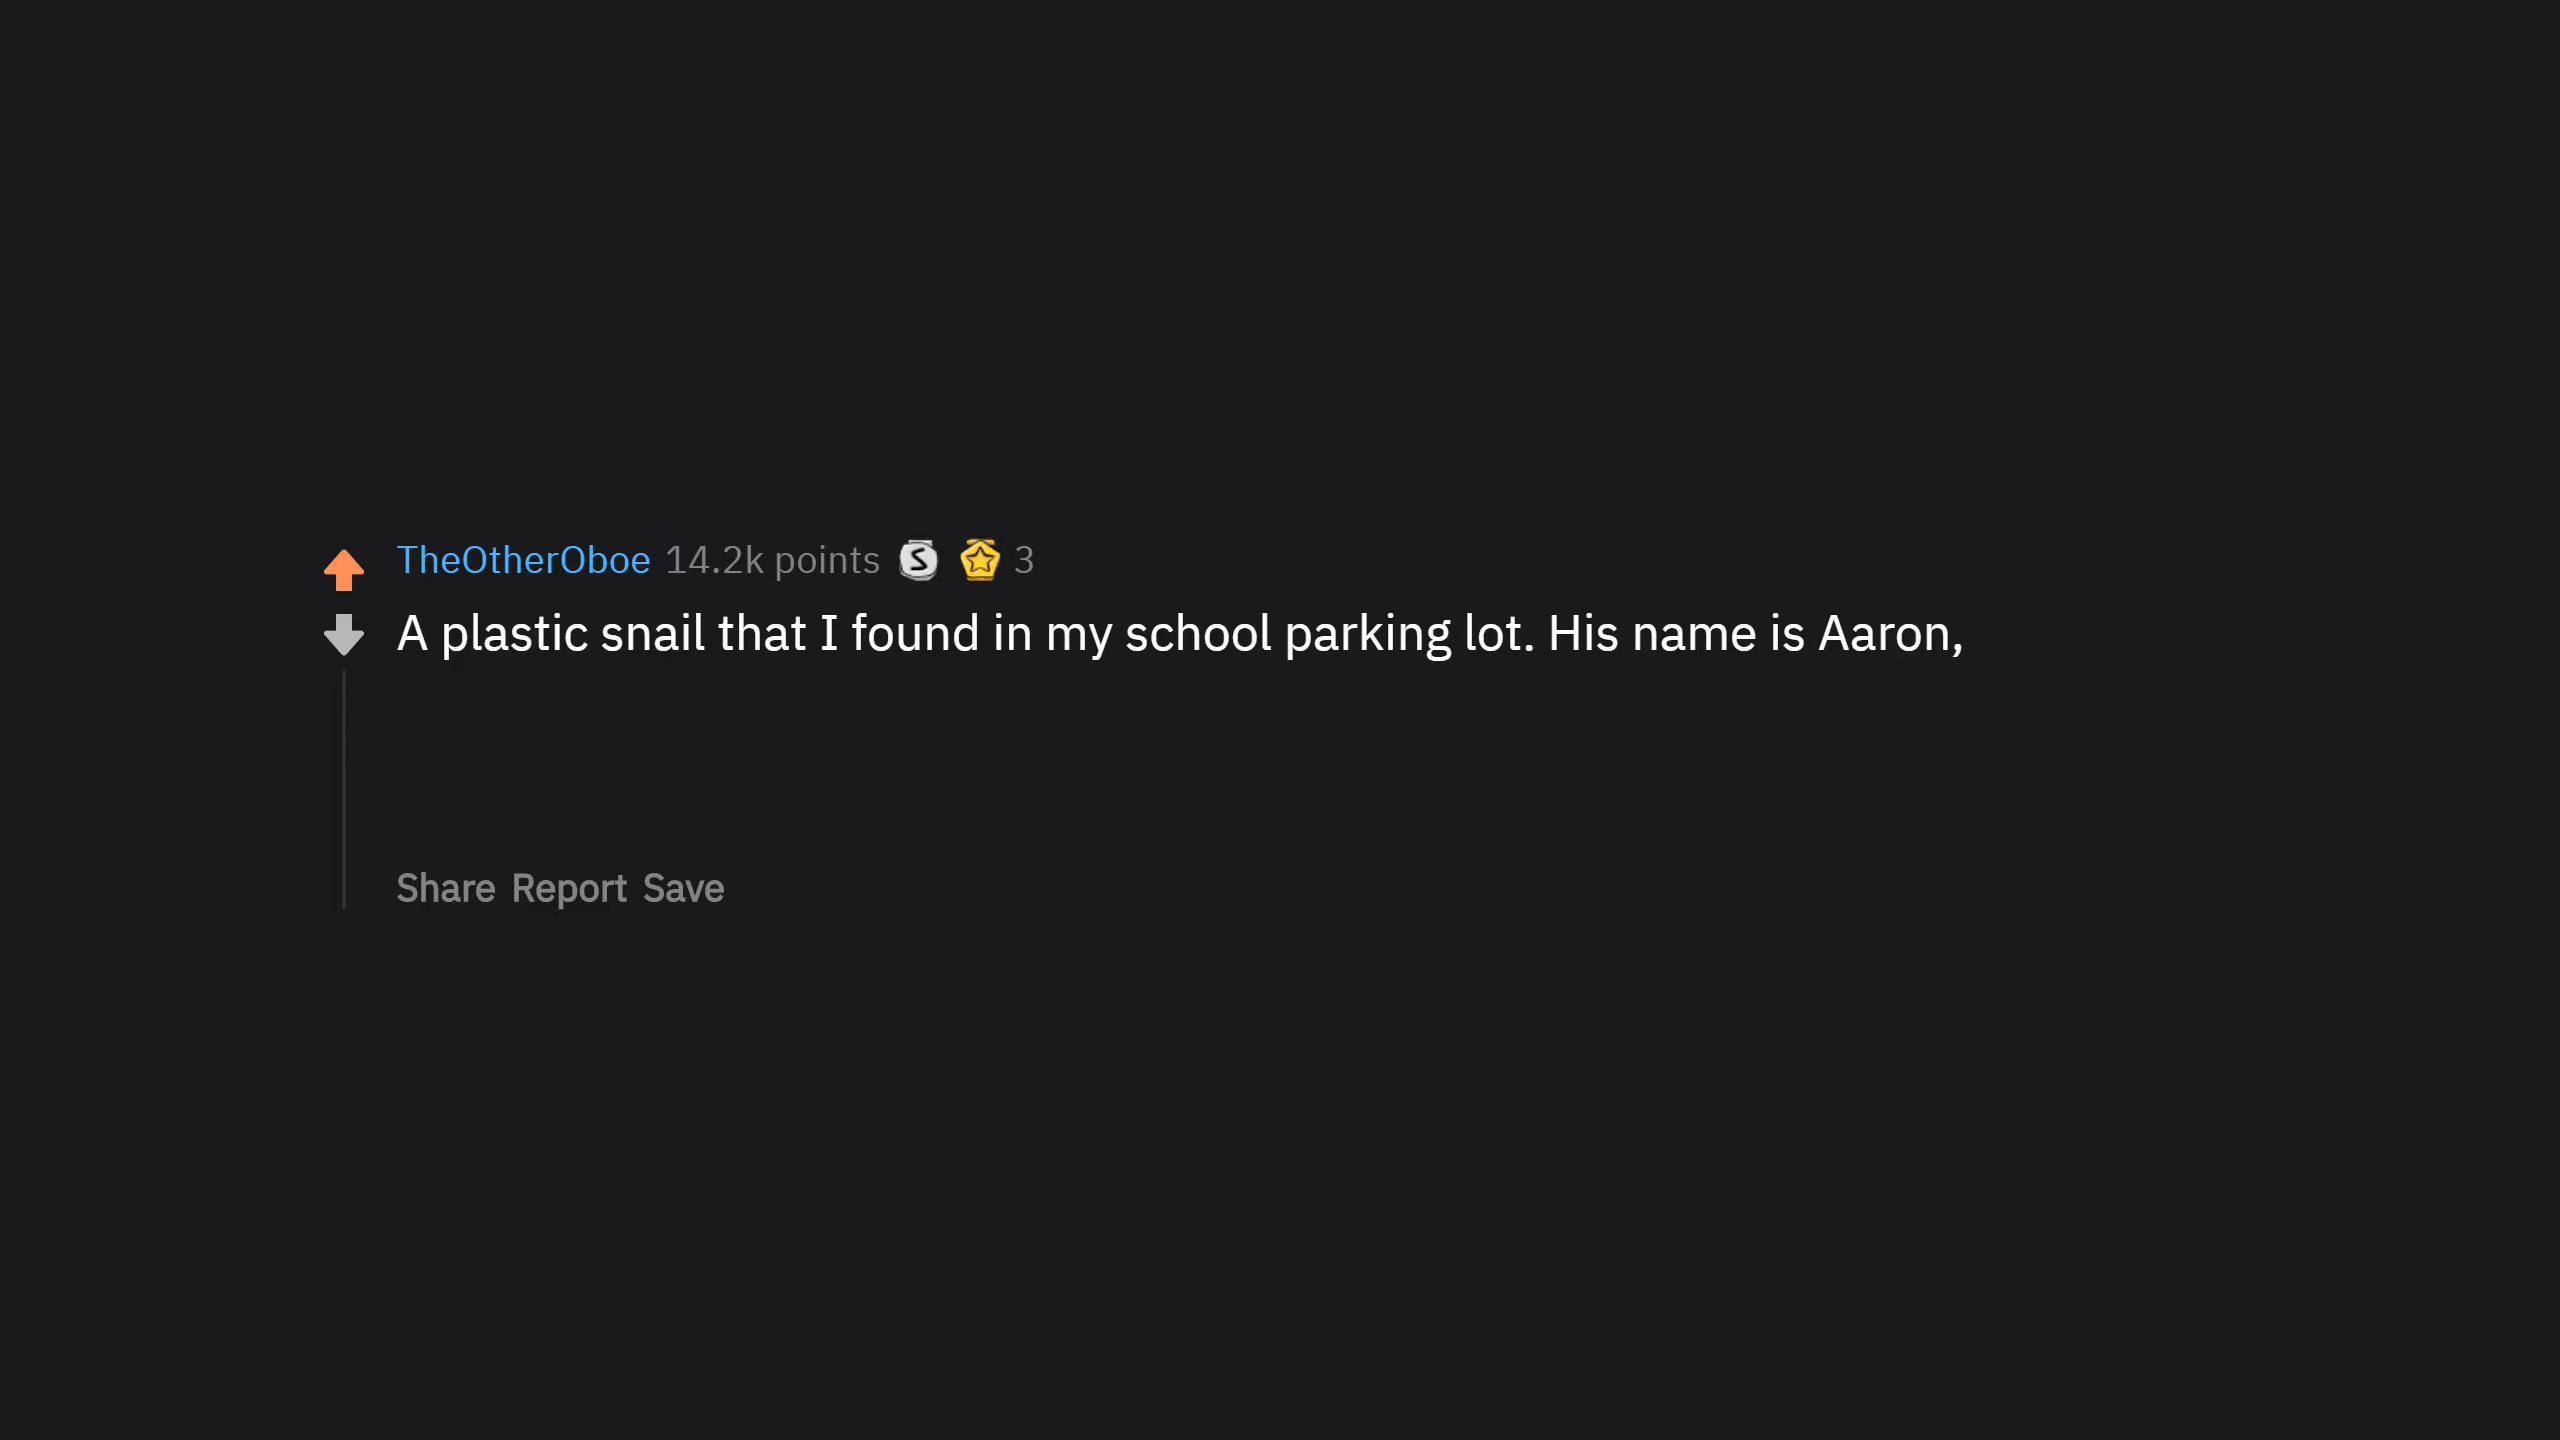 TheOtherOboe 14.2k points S 3
A plastic snail that I found in my school parking lot. His name is Aaron,
Share Report Save